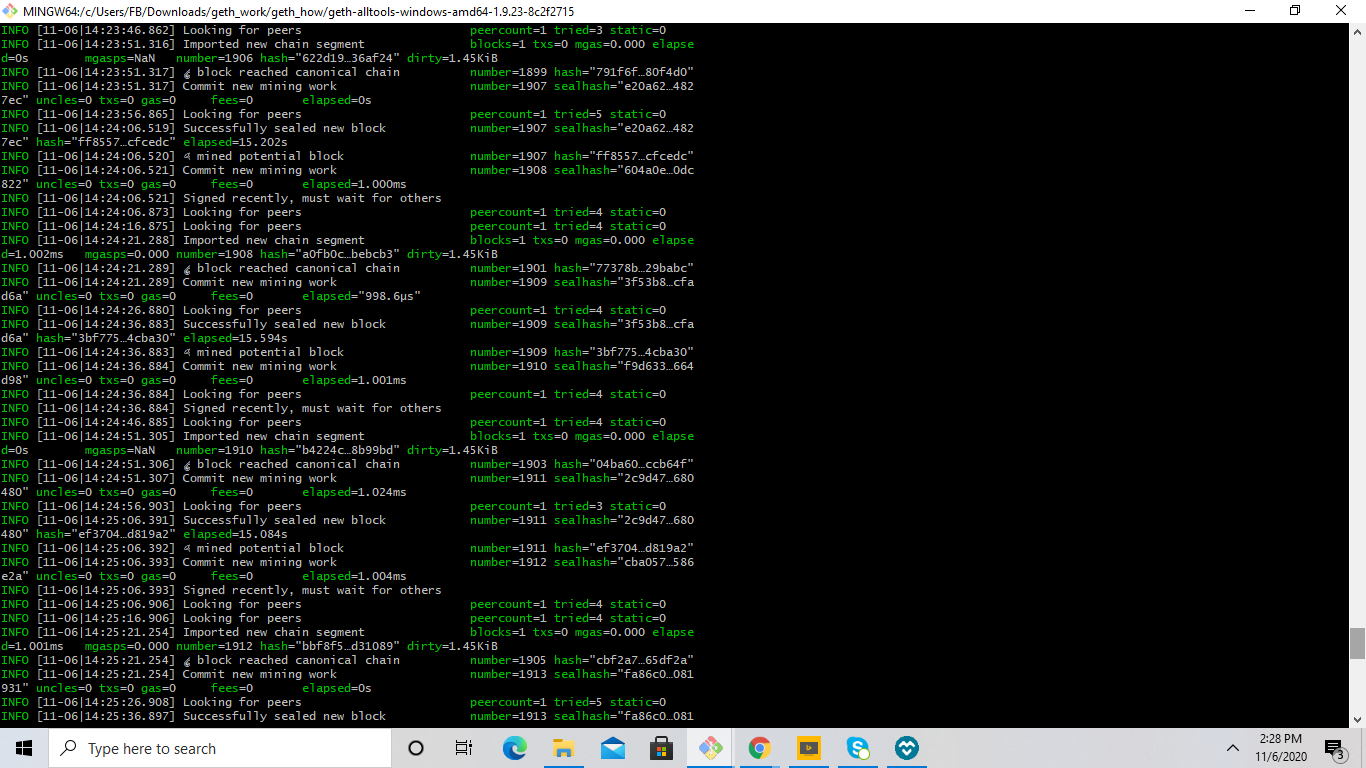 MINGW64:/c/Users/FB/Downloads/geth_work/geth_how/geth-alltools-windows-amd64-1.9.23-8c2f2715
INFO [11-06|14:23:46.862] Looking for peers peercount=1 tried=3 static=0
INFO [11-06|14:23:51.316] Imported new chain segment blocks=1 txs=0 mgas=0.000 elapse
d=0s mgasps=NaN number=1906 hash="622d19…36af24" dirty=1.45KiB
INFO [11-06|14:23:51.317] 🔗 block reached canonical chain number=1899 hash="791f6f…80f4d0"
INFO [11-06|14:23:51.317] Commit new mining work number=1907 sealhash="e20a62…482
7ec" uncles=0 txs=0 gas=0 fees=0 elapsed=0s
INFO [11-06|14:23:56.865] Looking for peers peercount=1 tried=5 static=0
INFO [11-06|14:24:06.519] Successfully sealed new block number=1907 sealhash="e20a62…482
7ec" hash="ff8557…cfcedc" elapsed=15.202s
INFO [11-06|14:24:06.520] 🔨 mined potential block number=1907 hash="ff8557…cfcedc"
INFO [11-06|14:24:06.521] Commit new mining work number=1908 sealhash="604a0e…0dc
822" uncles=0 txs=0 gas=0 fees=0 elapsed=1.000ms
INFO [11-06|14:24:06.521] Signed recently, must wait for others
INFO [11-06|14:24:06.873] Looking for peers peercount=1 tried=4 static=0
INFO [11-06|14:24:16.875] Looking for peers peercount=1 tried=4 static=0
INFO [11-06|14:24:21.288] Imported new chain segment blocks=1 txs=0 mgas=0.000 elapse
d=1.002ms mgasps=0.000 number=1908 hash="a0fb0c…bebcb3" dirty=1.45KiB
INFO [11-06|14:24:21.289] 🔗 block reached canonical chain number=1901 hash="77378b…29babc"
INFO [11-06|14:24:21.289] Commit new mining work number=1909 sealhash="3f53b8…cfa
d6a" uncles=0 txs=0 gas=0 fees=0 elapsed="998.6µs"
INFO [11-06|14:24:26.880] Looking for peers peercount=1 tried=4 static=0
INFO [11-06|14:24:36.883] Successfully sealed new block number=1909 sealhash="3f53b8…cfa
d6a" hash="3bf775…4cba30" elapsed=15.594s
INFO [11-06|14:24:36.883] 🔨 mined potential block number=1909 hash="3bf775…4cba30"
INFO [11-06|14:24:36.884] Commit new mining work number=1910 sealhash="f9d633…664
d98" uncles=0 txs=0 gas=0 fees=0 elapsed=1.001ms
INFO [11-06|14:24:36.884] Looking for peers peercount=1 tried=4 static=0
INFO [11-06|14:24:36.884] Signed recently, must wait for others
INFO [11-06|14:24:46.885] Looking for peers peercount=1 tried=4 static=0
INFO [11-06|14:24:51.305] Imported new chain segment blocks=1 txs=0 mgas=0.000 elapse
d=0s mgasps=NaN number=1910 hash="b4224c…8b99bd" dirty=1.45KiB
INFO [11-06|14:24:51.306] 🔗 block reached canonical chain number=1903 hash="04ba60…ccb64f"
INFO [11-06|14:24:51.307] Commit new mining work number=1911 sealhash="2c9d47…680
480" uncles=0 txs=0 gas=0 fees=0 elapsed=1.024ms
INFO [11-06|14:24:56.903] Looking for peers peercount=1 tried=3 static=0
INFO [11-06|14:25:06.391] Successfully sealed new block number=1911 sealhash="2c9d47…680
480" hash="ef3704…d819a2" elapsed=15.084s
INFO [11-06|14:25:06.392] 🔨 mined potential block number=1911 hash="ef3704…d819a2"
INFO [11-06|14:25:06.393] Commit new mining work number=1912 sealhash="cba057…586
e2a" uncles=0 txs=0 gas=0 fees=0 elapsed=1.004ms
INFO [11-06|14:25:06.393] Signed recently, must wait for others
INFO [11-06|14:25:06.906] Looking for peers peercount=1 tried=4 static=0
INFO [11-06|14:25:16.906] Looking for peers peercount=1 tried=4 static=0
INFO [11-06|14:25:21.254] Imported new chain segment blocks=1 txs=0 mgas=0.000 elapse
d=1.001ms mgasps=0.000 number=1912 hash="bbf8f5…d31089" dirty=1.45KiB
INFO [11-06|14:25:21.254] 🔗 block reached canonical chain number=1905 hash="cbf2a7…65df2a"
INFO [11-06|14:25:21.254] Commit new mining work number=1913 sealhash="fa86c0…081
931" uncles=0 txs=0 gas=0 fees=0 elapsed=0s
INFO [11-06|14:25:26.908] Looking for peers peercount=1 tried=5 static=0
INFO [11-06|14:25:36.897] Successfully sealed new block number=1913 sealhash="fa86c0…081
Type here to search
2:28 PM
11/6/2020
3